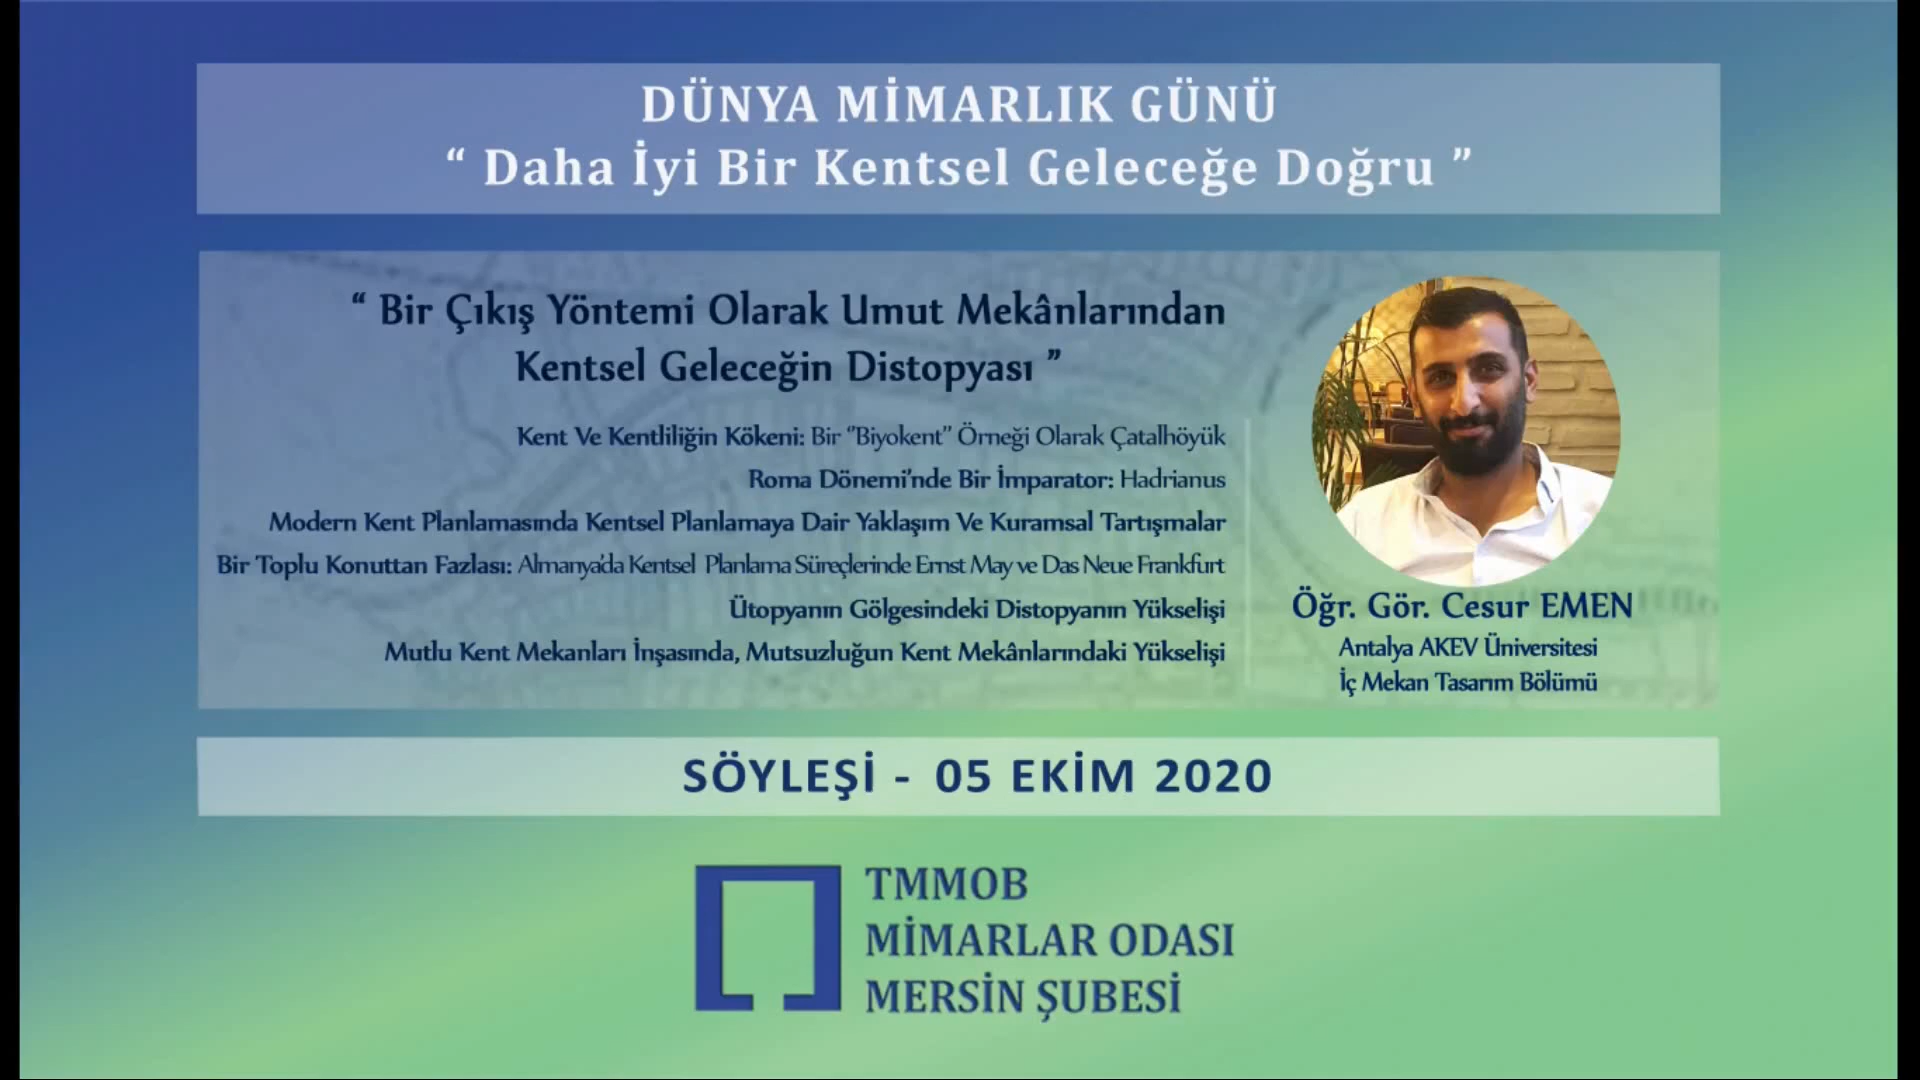 DÜNYA MİMARLIK GÜNÜ
“ Daha İyi Bir Kentsel Geleceğe Doğru ”
“ Bir Çıkış Yöntemi Olarak Umut Mekânlarından
Kentsel Geleceğin Distopyası ”
Kent Ve Kentliliğin Kökeni: Bir “Biyokent” Örneği Olarak Çatalhöyük
Roma Dönemi’nde Bir İmparator: Hadrianus
Modern Kent Planlamasında Kentsel Planlamaya Dair Yaklaşım Ve Kuramsal Tartışmalar
Bir Toplu Konuttan Fazlası: Almanya’da Kentsel Planlama Süreçlerinde Ernst May ve Das Neue Frankfurt
Ütopyanın Gölgesindeki Distopyanın Yükselişi
Mutlu Kent Mekanları İnşasında, Mutsuzluğun Kent Mekânlarındaki Yükselişi
Öğr. Gör. Cesur EMEN
Antalya AKEV Üniversitesi
İç Mekan Tasarım Bölümü
SÖYLEŞİ - 05 EKİM 2020
TMMOB
MİMARLAR ODASI
MERSİN ŞUBESİ